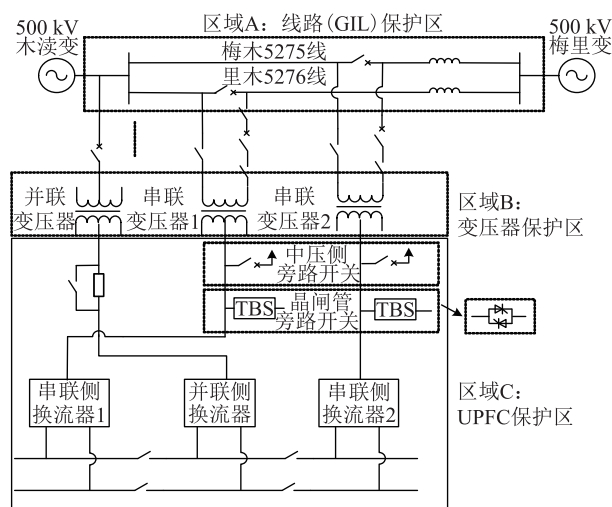 500 kV
木渎变
区域A：线路(GIL)保护区
500 kV
梅里变
梅木5275线
里木5276线
并联
变压器
串联
变压器1
串联
变压器2
区域B：
变压器保护区
中压侧
旁路开关
TBS
晶闸管
旁路开关
TBS
串联侧
换流器1
并联侧
换流器
串联侧
换流器2
区域C：
UPFC保护区